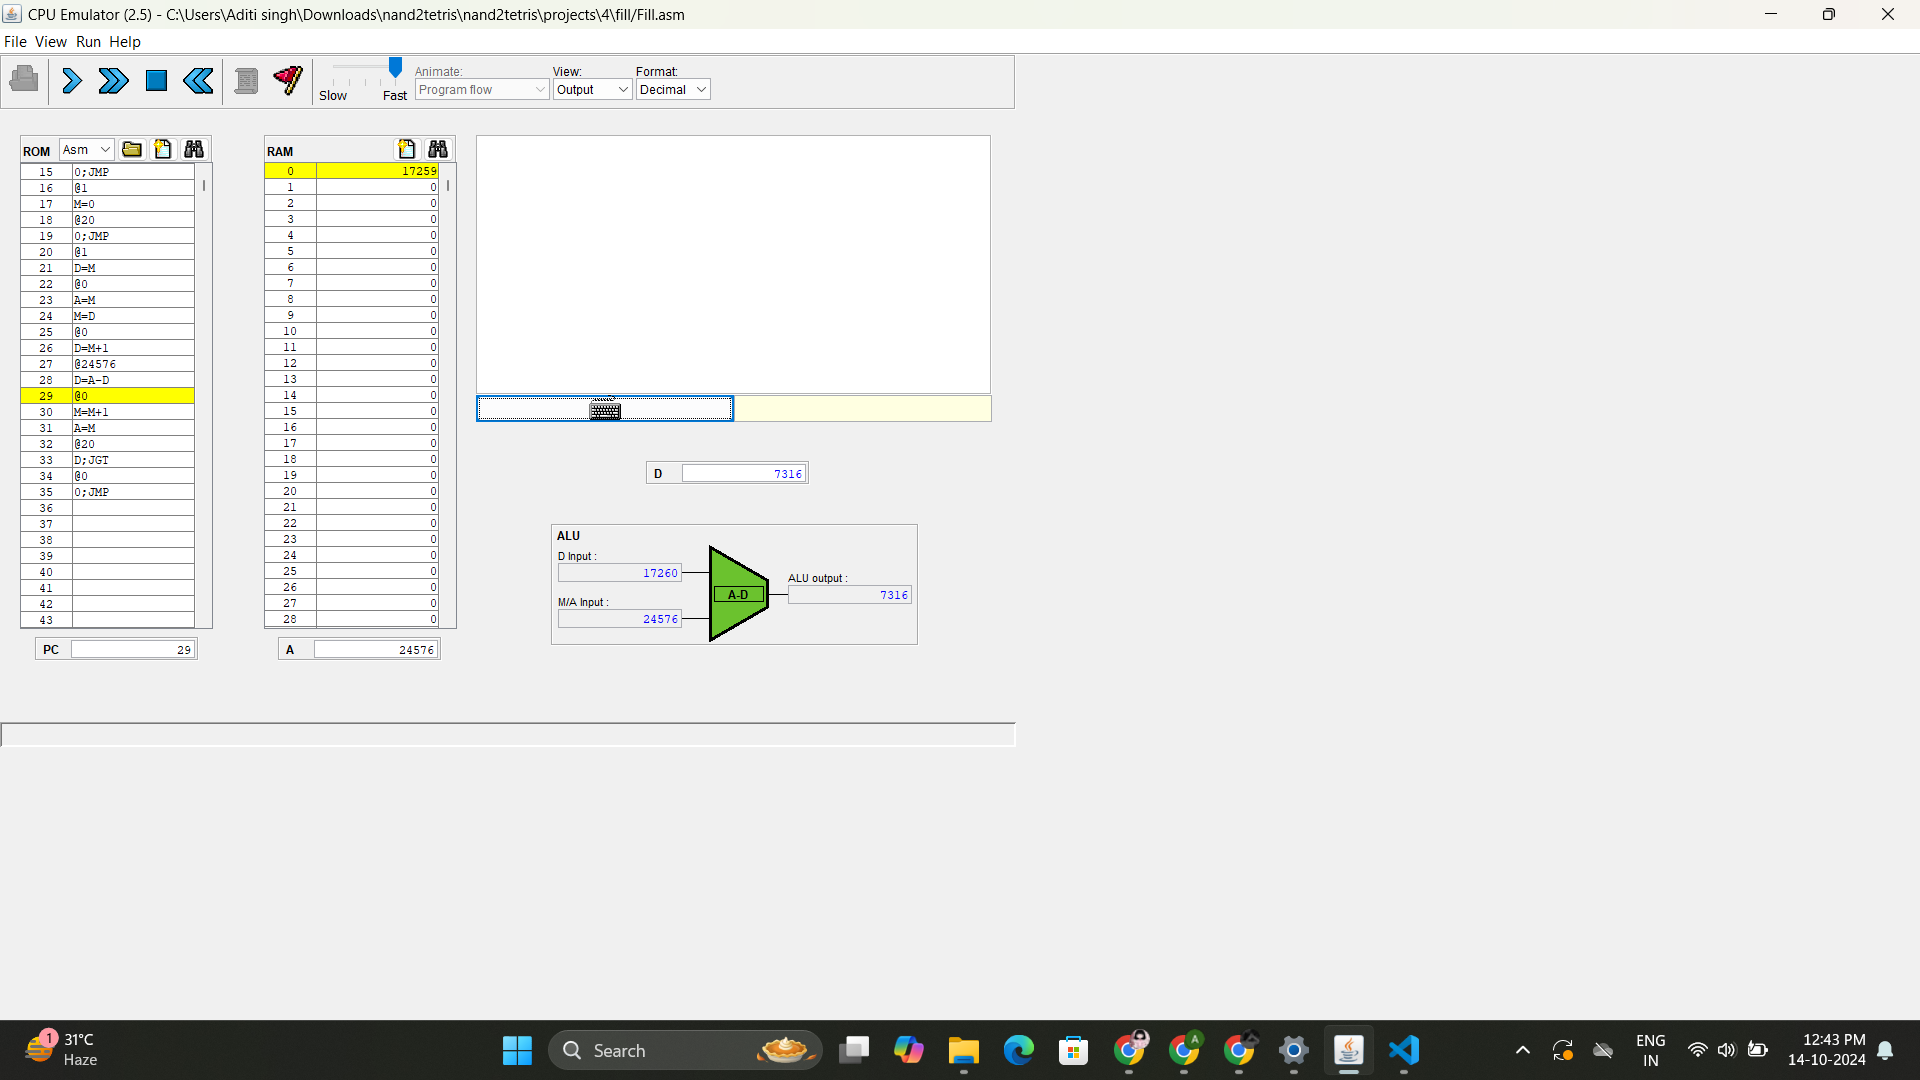 CPU Emulator (2.5) - C:\Users\Aditi singh\Downloads\nand2tetris\nand2tetris\projects\4\fill/Fill.asm
File View Run Help
Slow Fast
Animate:
Program flow
View:
Output
Format:
Decimal
ROM Asm
15 0;JMP
16 @1
17 M=0
18 @20
19 0;JMP
20 @1
21 D=M
22 @0
23 A=M
24 M=D
25 @0
26 D=M+1
27 @24576
28 D=A-D
29 @0
30 M=M+1
31 A=M
32 @20
33 D;JGT
34 @0
35 0;JMP
36
37
38
39
40
41
42
43
PC 29
RAM
0 17259
1 0
2 0
3 0
4 0
5 0
6 0
7 0
8 0
9 0
10 0
11 0
12 0
13 0
14 0
15 0
16 0
17 0
18 0
19 0
20 0
21 0
22 0
23 0
24 0
25 0
26 0
27 0
28 0
A 24576
D 7316
ALU
D Input :
17260
M/A Input :
24576
A-D
ALU output :
7316
1
31°C
Haze
Search
A
ENG
IN
12:43 PM
14-10-2024